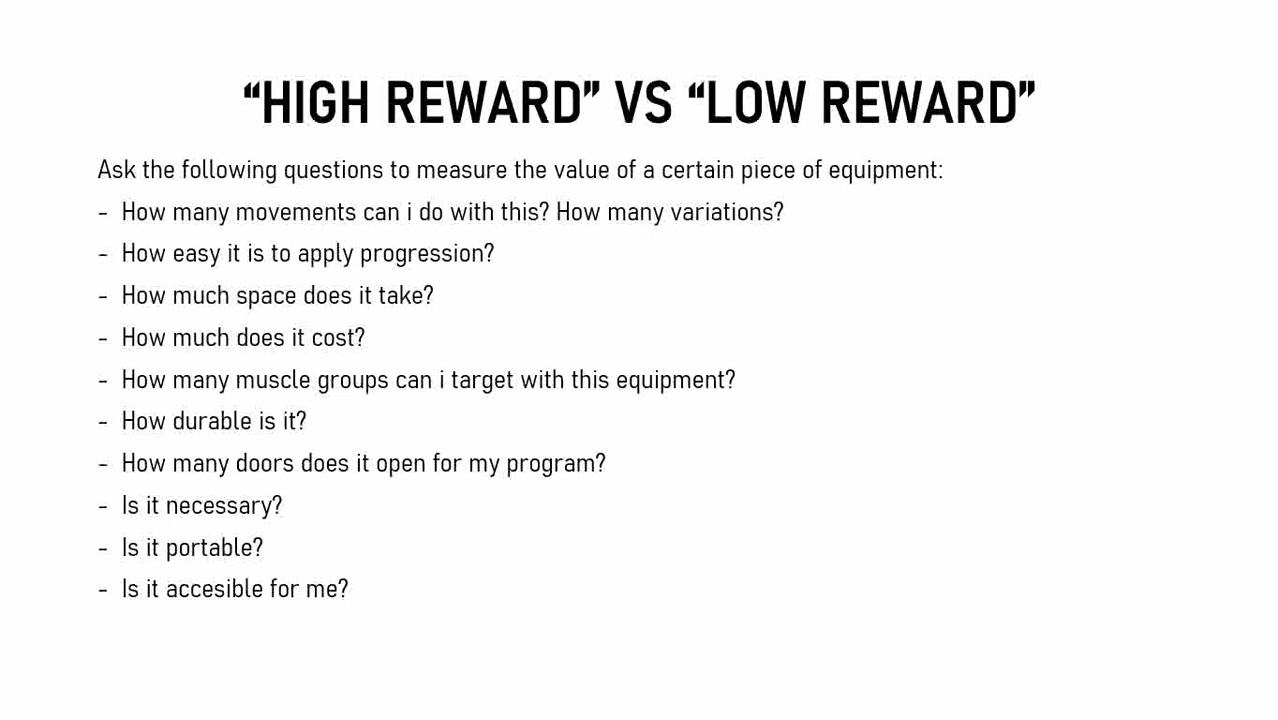 “HIGH REWARD” VS “LOW REWARD”
Ask the following questions to measure the value of a certain piece of equipment:
- How many movements can i do with this? How many variations?
- How easy it is to apply progression?
- How much space does it take?
- How much does it cost?
- How many muscle groups can i target with this equipment?
- How durable is it?
- How many doors does it open for my program?
- Is it necessary?
- Is it portable?
- Is it accesible for me?